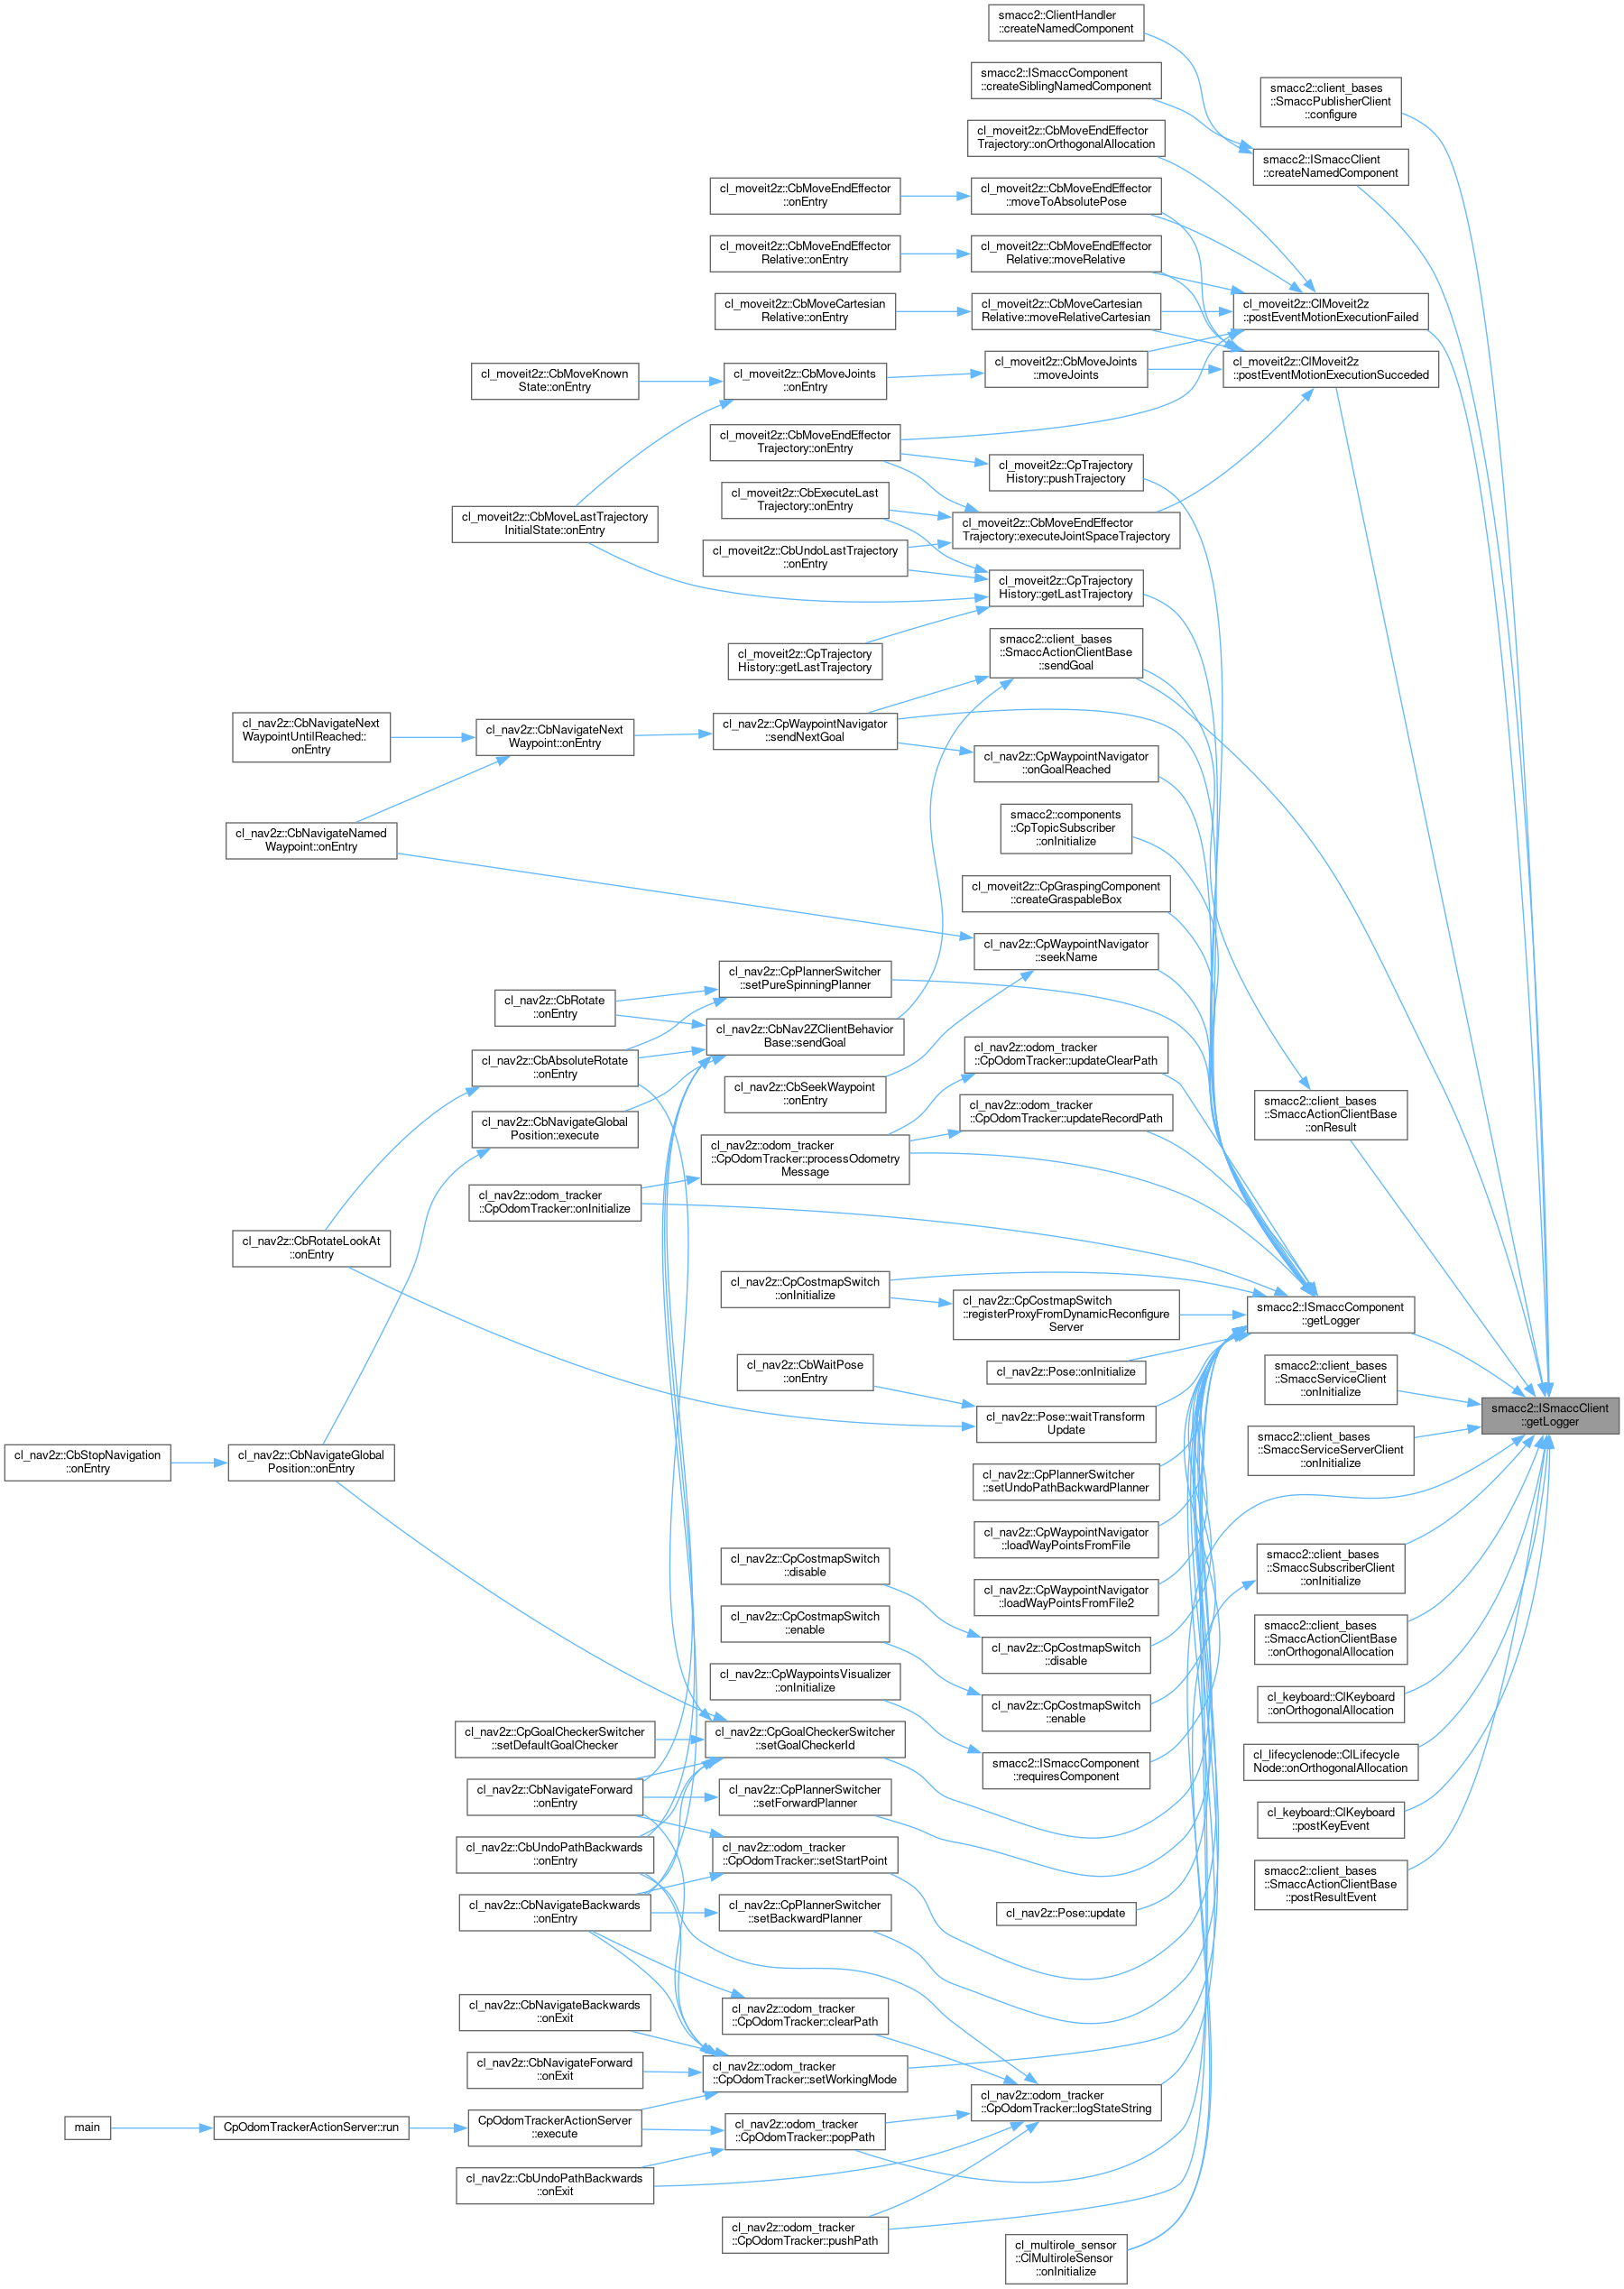 smacc2::ClientHandler
::createNamedComponent
smacc2::ISmaccComponent
::createSiblingNamedComponent
smacc2::client_bases
::SmaccPublisherClient
::configure
cl_moveit2z::CbMoveEndEffector
Trajectory::onOrthogonalAllocation
smacc2::ISmaccClient
::createNamedComponent
cl_moveit2z::CbMoveEndEffector
::onEntry
cl_moveit2z::CbMoveEndEffector
::moveToAbsolutePose
cl_moveit2z::CbMoveEndEffector
Relative::onEntry
cl_moveit2z::CbMoveEndEffector
Relative::moveRelative
cl_moveit2z::CbMoveCartesian
Relative::onEntry
cl_moveit2z::CbMoveCartesian
Relative::moveRelativeCartesian
cl_moveit2z::ClMoveit2z
::postEventMotionExecutionFailed
cl_moveit2z::CbMoveKnown
State::onEntry
cl_moveit2z::CbMoveJoints
::onEntry
cl_moveit2z::CbMoveJoints
::moveJoints
cl_moveit2z::ClMoveit2z
::postEventMotionExecutionSucceded
cl_moveit2z::CbMoveEndEffector
Trajectory::onEntry
cl_moveit2z::CpTrajectory
History::pushTrajectory
cl_moveit2z::CbExecuteLast
Trajectory::onEntry
cl_moveit2z::CbMoveLastTrajectory
InitialState::onEntry
cl_moveit2z::CbMoveEndEffector
Trajectory::executeJointSpaceTrajectory
cl_moveit2z::CbUndoLastTrajectory
::onEntry
cl_moveit2z::CpTrajectory
History::getLastTrajectory
cl_moveit2z::CpTrajectory
History::getLastTrajectory
smacc2::client_bases
::SmaccActionClientBase
::sendGoal
cl_nav2z::CbNavigateNext
WaypointUntilReached::
onEntry
cl_nav2z::CbNavigateNext
Waypoint::onEntry
cl_nav2z::CpWaypointNavigator
::sendNextGoal
cl_nav2z::CpWaypointNavigator
::onGoalReached
cl_nav2z::CbNavigateNamed
Waypoint::onEntry
smacc2::components
::CpTopicSubscriber
::onInitialize
cl_moveit2z::CpGraspingComponent
::createGraspableBox
cl_nav2z::CpWaypointNavigator
::seekName
cl_nav2z::CpPlannerSwitcher
::setPureSpinningPlanner
cl_nav2z::CbRotate
::onEntry
cl_nav2z::CbNav2ZClientBehavior
Base::sendGoal
cl_nav2z::odom_tracker
::CpOdomTracker::updateClearPath
cl_nav2z::CbAbsoluteRotate
::onEntry
cl_nav2z::CbSeekWaypoint
::onEntry
cl_nav2z::odom_tracker
::CpOdomTracker::updateRecordPath
smacc2::client_bases
::SmaccActionClientBase
::onResult
cl_nav2z::CbNavigateGlobal
Position::execute
cl_nav2z::odom_tracker
::CpOdomTracker::processOdometry
Message
cl_nav2z::odom_tracker
::CpOdomTracker::onInitialize
cl_nav2z::CbRotateLookAt
::onEntry
cl_nav2z::CpCostmapSwitch
::onInitialize
cl_nav2z::CpCostmapSwitch
::registerProxyFromDynamicReconfigure
Server
smacc2::ISmaccComponent
::getLogger
cl_nav2z::CbWaitPose
::onEntry
cl_nav2z::Pose::onInitialize
smacc2::client_bases
::SmaccServiceClient
::onInitialize
cl_nav2z::Pose::waitTransform
Update
smacc2::ISmaccClient
::getLogger
cl_nav2z::CbStopNavigation
::onEntry
cl_nav2z::CbNavigateGlobal
Position::onEntry
smacc2::client_bases
::SmaccServiceServerClient
::onInitialize
cl_nav2z::CpPlannerSwitcher
::setUndoPathBackwardPlanner
cl_nav2z::CpWaypointNavigator
::loadWayPointsFromFile
cl_nav2z::CpCostmapSwitch
::disable
cl_nav2z::CpWaypointNavigator
::loadWayPointsFromFile2
smacc2::client_bases
::SmaccSubscriberClient
::onInitialize
cl_nav2z::CpCostmapSwitch
::enable
cl_nav2z::CpCostmapSwitch
::disable
smacc2::client_bases
::SmaccActionClientBase
::onOrthogonalAllocation
cl_nav2z::CpWaypointsVisualizer
::onInitialize
cl_nav2z::CpCostmapSwitch
::enable
cl_keyboard::ClKeyboard
::onOrthogonalAllocation
cl_nav2z::CpGoalCheckerSwitcher
::setDefaultGoalChecker
cl_nav2z::CpGoalCheckerSwitcher
::setGoalCheckerId
smacc2::ISmaccComponent
::requiresComponent
cl_lifecyclenode::ClLifecycle
Node::onOrthogonalAllocation
cl_nav2z::CbNavigateForward
::onEntry
cl_nav2z::CpPlannerSwitcher
::setForwardPlanner
cl_keyboard::ClKeyboard
::postKeyEvent
cl_nav2z::CbUndoPathBackwards
::onEntry
cl_nav2z::odom_tracker
::CpOdomTracker::setStartPoint
smacc2::client_bases
::SmaccActionClientBase
::postResultEvent
cl_nav2z::CbNavigateBackwards
::onEntry
cl_nav2z::CpPlannerSwitcher
::setBackwardPlanner
cl_nav2z::Pose::update
cl_nav2z::CbNavigateBackwards
::onExit
cl_nav2z::odom_tracker
::CpOdomTracker::clearPath
cl_nav2z::CbNavigateForward
::onExit
cl_nav2z::odom_tracker
::CpOdomTracker::setWorkingMode
cl_nav2z::odom_tracker
::CpOdomTracker::logStateString
main
CpOdomTrackerActionServer::run
CpOdomTrackerActionServer
::execute
cl_nav2z::odom_tracker
::CpOdomTracker::popPath
cl_nav2z::CbUndoPathBackwards
::onExit
cl_nav2z::odom_tracker
::CpOdomTracker::pushPath
cl_multirole_sensor
::ClMultiroleSensor
::onInitialize